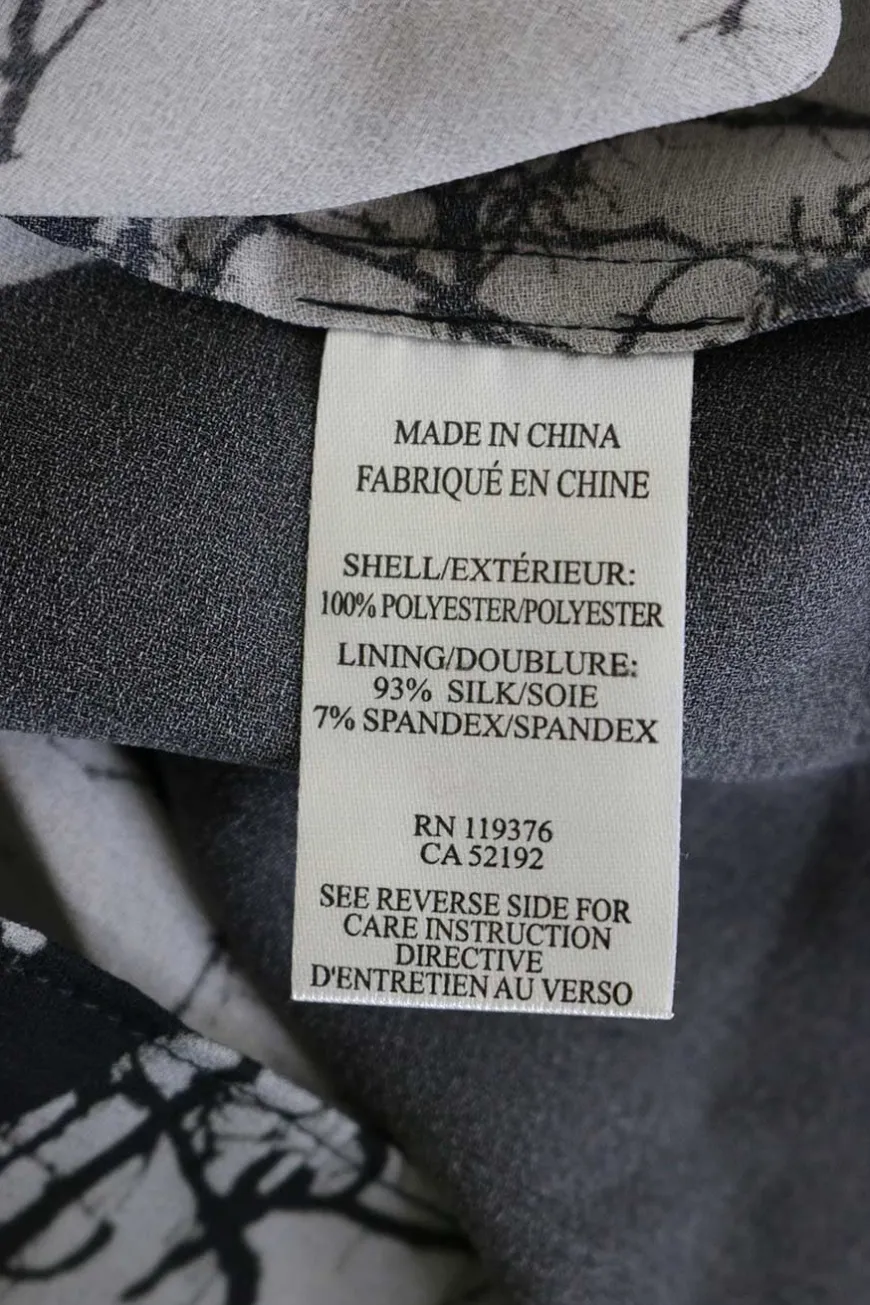 MADE IN CHINA
FABRIQUÉ EN CHINE
SHELL/EXTÉRIEUR:
100% POLYESTER/POLYESTER
LINING/DOUBLURE:
93% SILK/SOIE
7% SPANDEX/SPANDEX
RN 119376
CA 52192
SEE REVERSE SIDE FOR
CARE INSTRUCTION
DIRECTIVE
D'ENTRETIEN AU VERSO